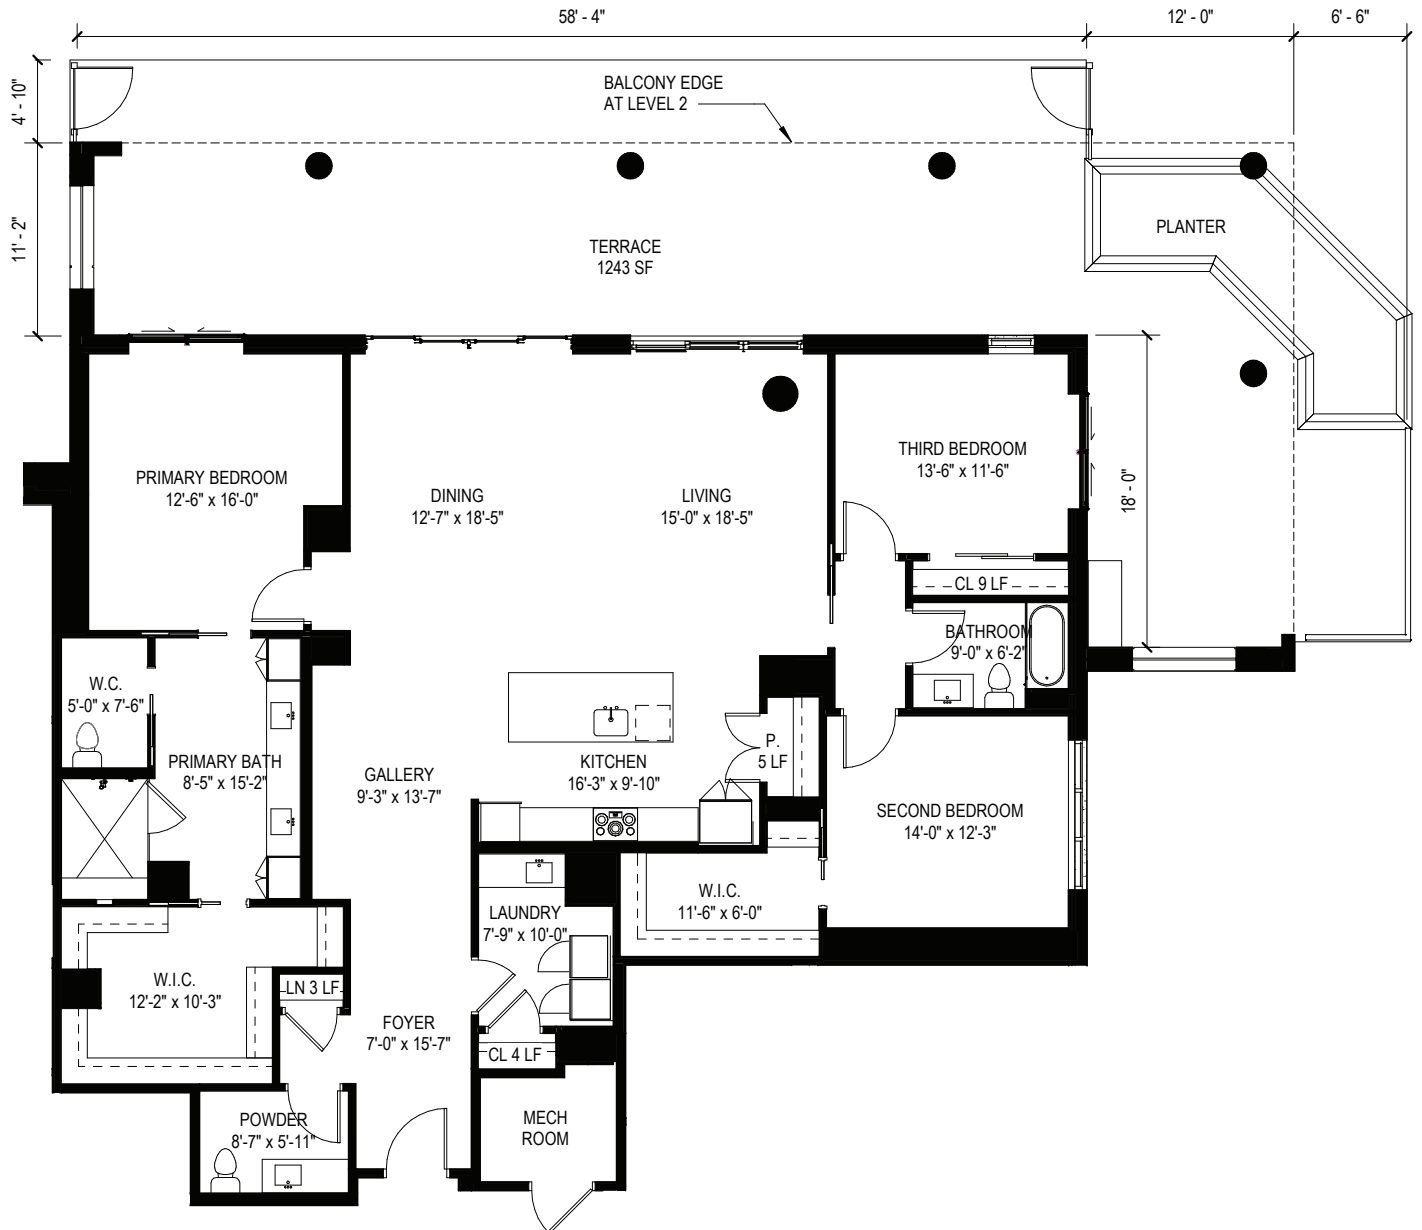 58' - 4"
12' - 0"
6' - 6"
4' - 10"
BALCONY EDGE
AT LEVEL 2
11' - 2"
PLANTER
TERRACE
1243 SF
18' - 0"
PRIMARY BEDROOM
12'-6" x 16'-0"
DINING
12'-7" x 18'-5"
LIVING
15'-0" x 18'-5"
THIRD BEDROOM
13'-6" x 11'-6"
CL 9 LF
BATHROOM
9'-0" x 6'-2"
W.C.
5'-0" x 7'-6"
PRIMARY BATH
8'-5" x 15'-2"
GALLERY
9'-3" x 13'-7"
KITCHEN
16'-3" x 9'-10"
P.
5 LF
SECOND BEDROOM
14'-0" x 12'-3"
W.I.C.
11'-6" x 6'-0"
LAUNDRY
7'-9" x 10'-0"
W.I.C.
12'-2" x 10'-3"
LN 3 LF
FOYER
7'-0" x 15'-7"
CL 4 LF
POWDER
8'-7" x 5'-11"
MECH
ROOM